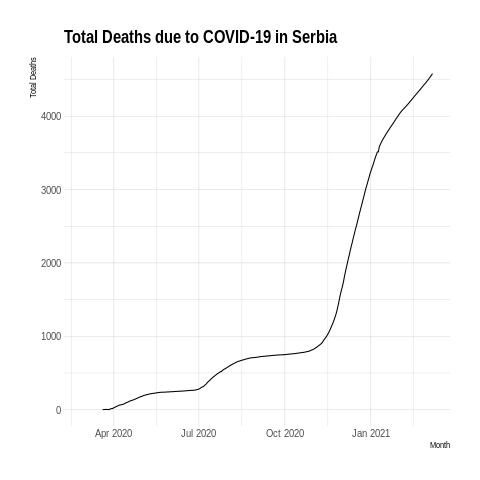 Total Deaths due to COVID-19 in Serbia
Total Deaths
4000
3000
2000
1000
0
Apr 2020
Jul 2020
Oct 2020
Jan 2021
Month